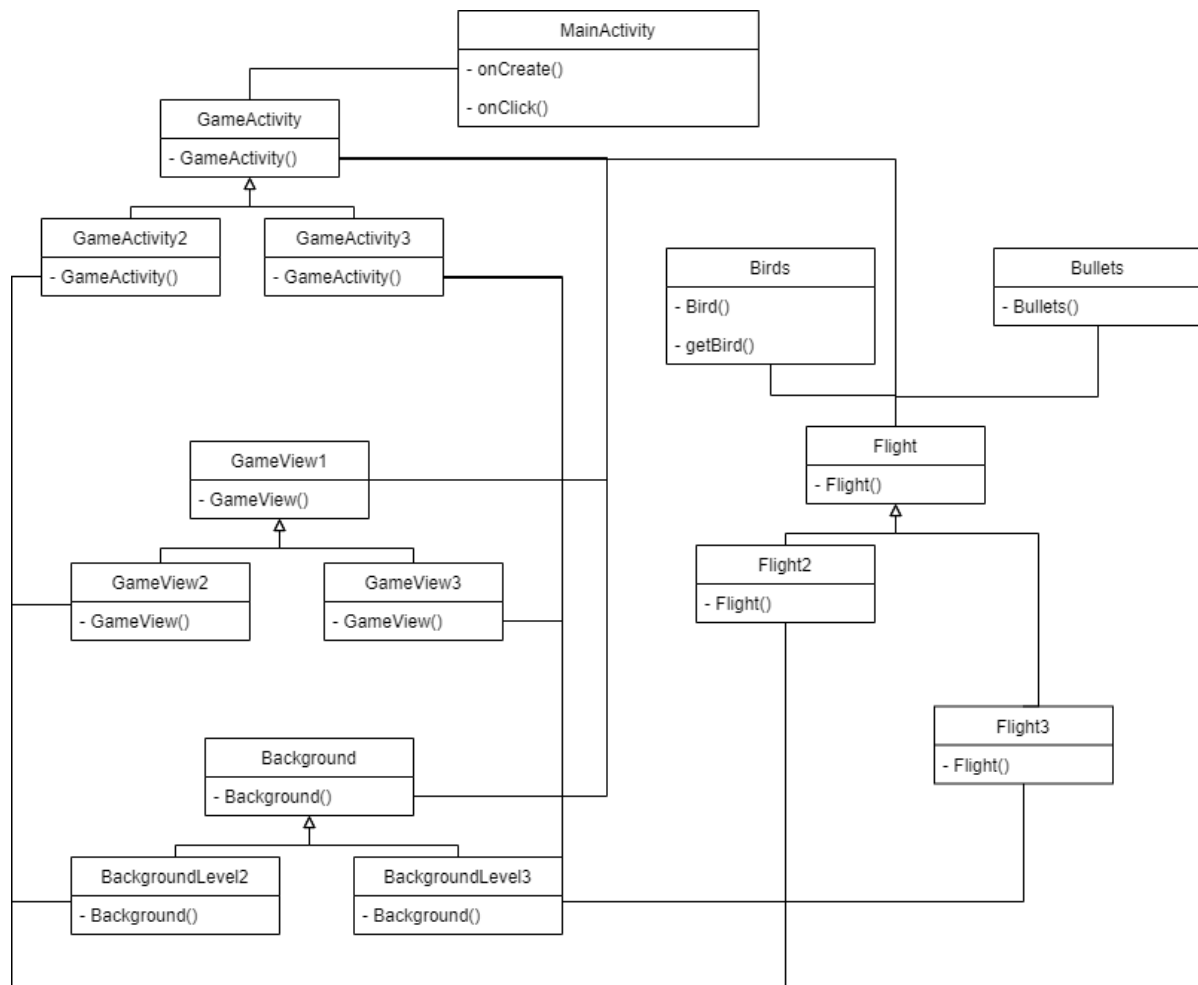 MainActivity
- onCreate()
- onClick()
GameActivity
- GameActivity()
GameActivity2
- GameActivity()
GameActivity3
- GameActivity()
Birds
- Bird()
- getBird()
Bullets
- Bullets()
GameView1
- GameView()
Flight
- Flight()
GameView2
- GameView()
GameView3
- GameView()
Flight2
- Flight()
Flight3
- Flight()
Background
- Background()
BackgroundLevel2
- Background()
BackgroundLevel3
- Background()